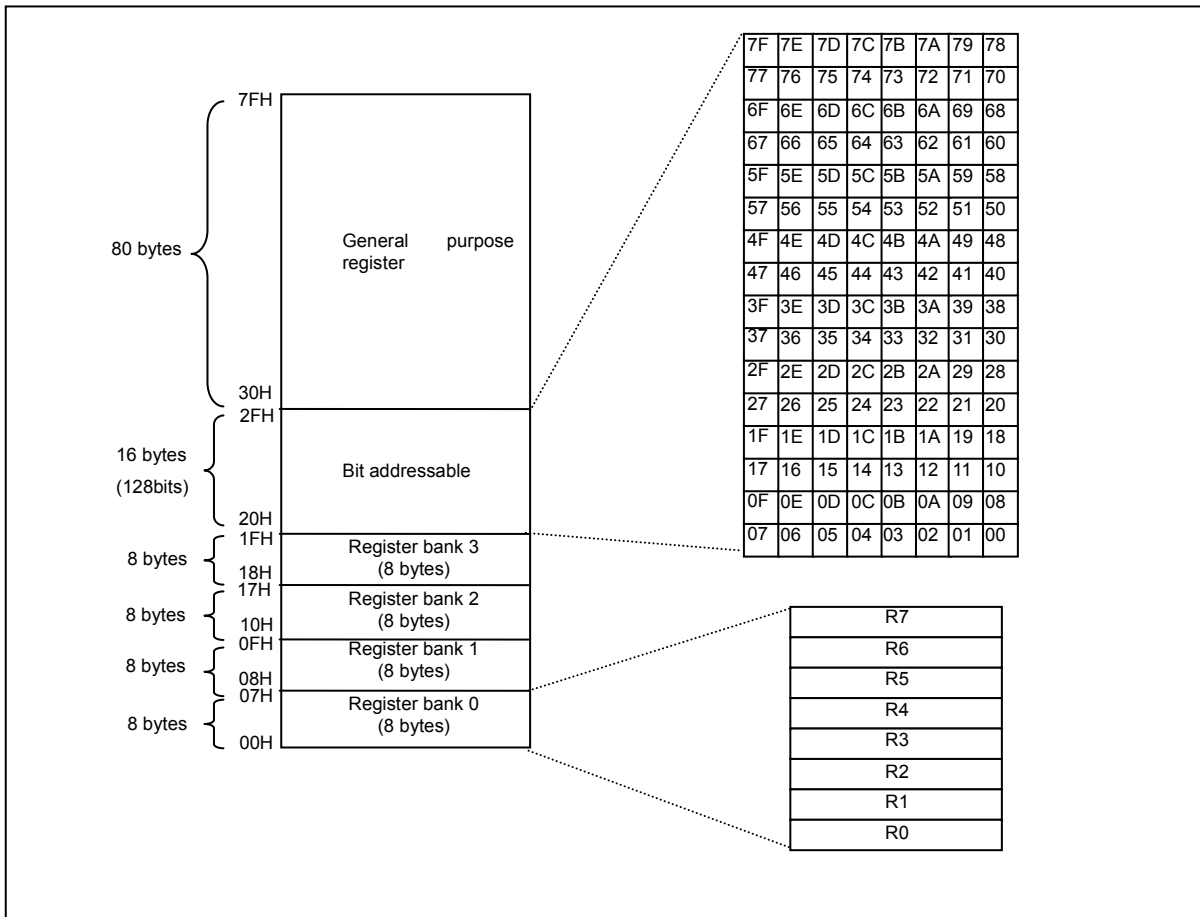 7FH
80 bytes
General purpose
register
30H
2FH
16 bytes
(128bits)
Bit addressable
20H
1FH
8 bytes
Register bank 3
(8 bytes)
18H
17H
8 bytes
Register bank 2
(8 bytes)
10H
0FH
8 bytes
Register bank 1
(8 bytes)
08H
07H
8 bytes
Register bank 0
(8 bytes)
00H
7F 7E 7D 7C 7B 7A 79 78
77 76 75 74 73 72 71 70
6F 6E 6D 6C 6B 6A 69 68
67 66 65 64 63 62 61 60
5F 5E 5D 5C 5B 5A 59 58
57 56 55 54 53 52 51 50
4F 4E 4D 4C 4B 4A 49 48
47 46 45 44 43 42 41 40
3F 3E 3D 3C 3B 3A 39 38
37 36 35 34 33 32 31 30
2F 2E 2D 2C 2B 2A 29 28
27 26 25 24 23 22 21 20
1F 1E 1D 1C 1B 1A 19 18
17 16 15 14 13 12 11 10
0F 0E 0D 0C 0B 0A 09 08
07 06 05 04 03 02 01 00
R7
R6
R5
R4
R3
R2
R1
R0